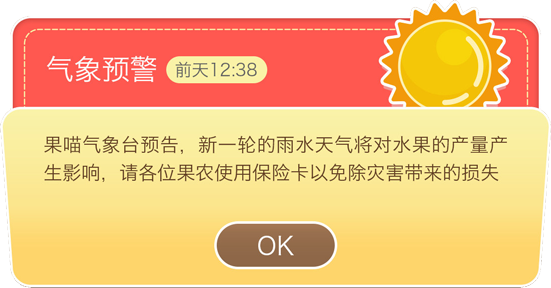 气象预警
前天12:38
果喵气象台预告，新一轮的雨水天气将对水果的产量产
生影响，请各位果农使用保险卡以免除灾害带来的损失
OK